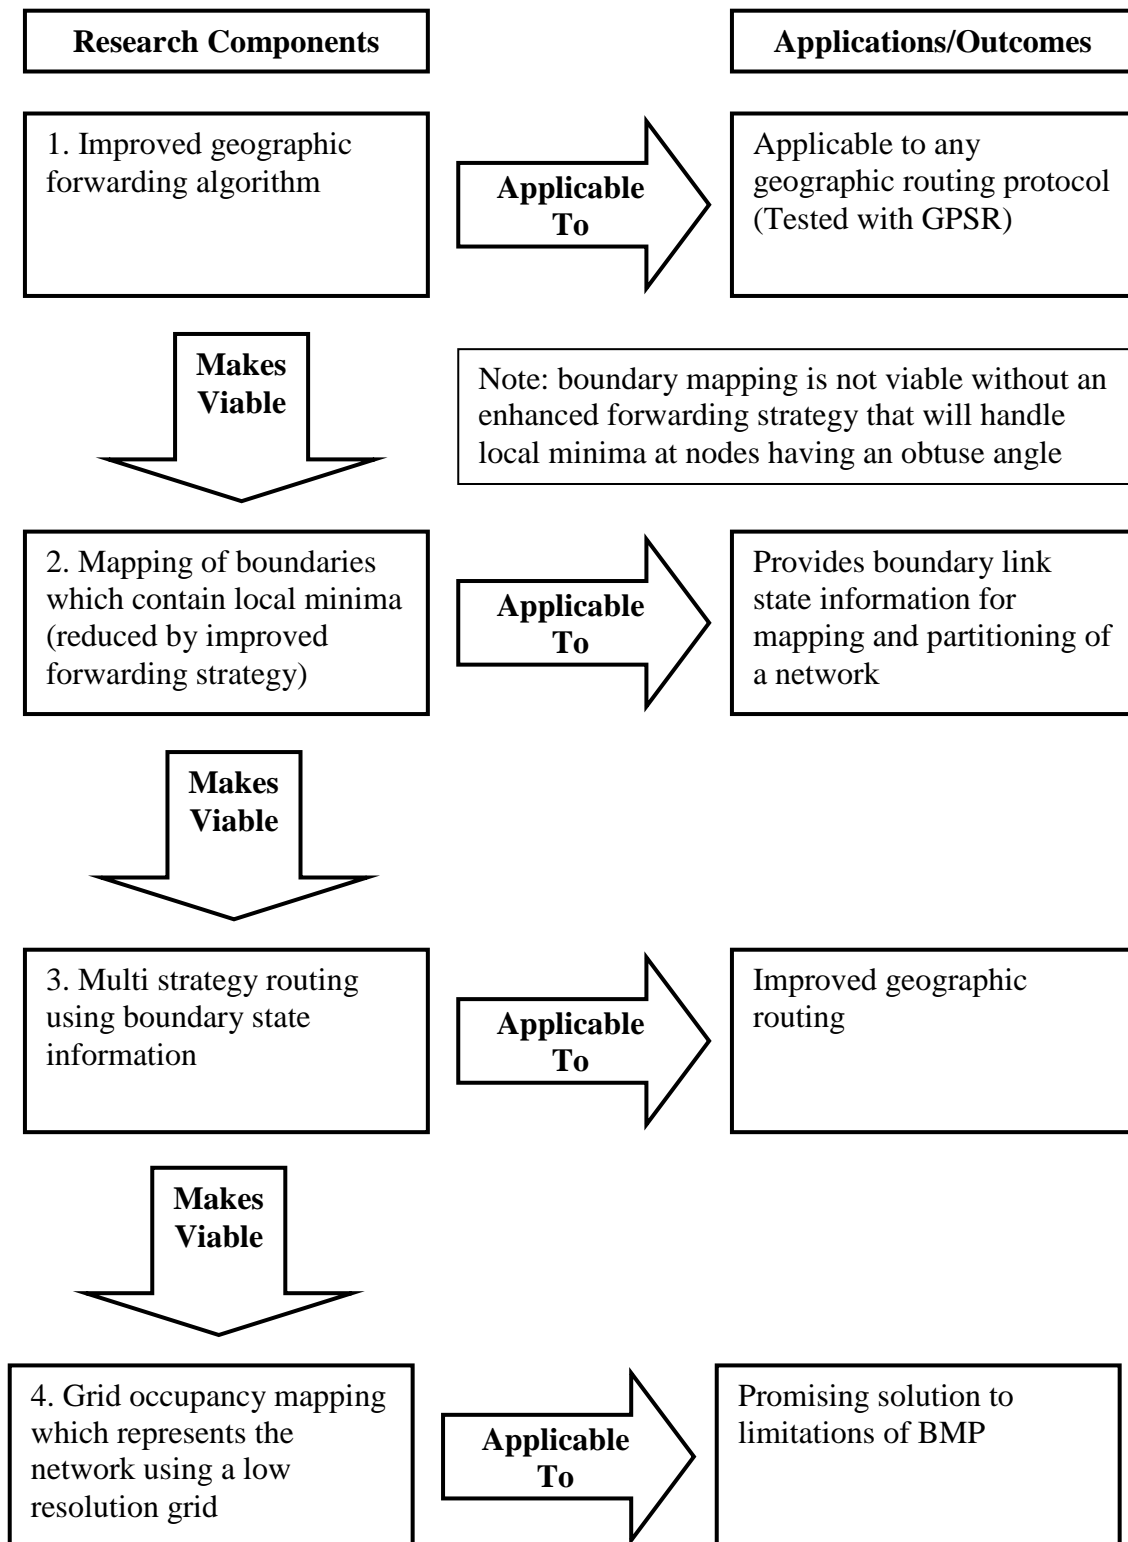 Research Components
Applications/Outcomes
1. Improved geographic
forwarding algorithm
Applicable
To
Applicable to any
geographic routing protocol
(Tested with GPSR)
Makes
Viable
Note: boundary mapping is not viable without an
enhanced forwarding strategy that will handle
local minima at nodes having an obtuse angle
2. Mapping of boundaries
which contain local minima
(reduced by improved
forwarding strategy)
Applicable
To
Provides boundary link
state information for
mapping and partitioning of
a network
Makes
Viable
3. Multi strategy routing
using boundary state
information
Applicable
To
Improved geographic
routing
Makes
Viable
4. Grid occupancy mapping
which represents the
network using a low
resolution grid
Applicable
To
Promising solution to
limitations of BMP